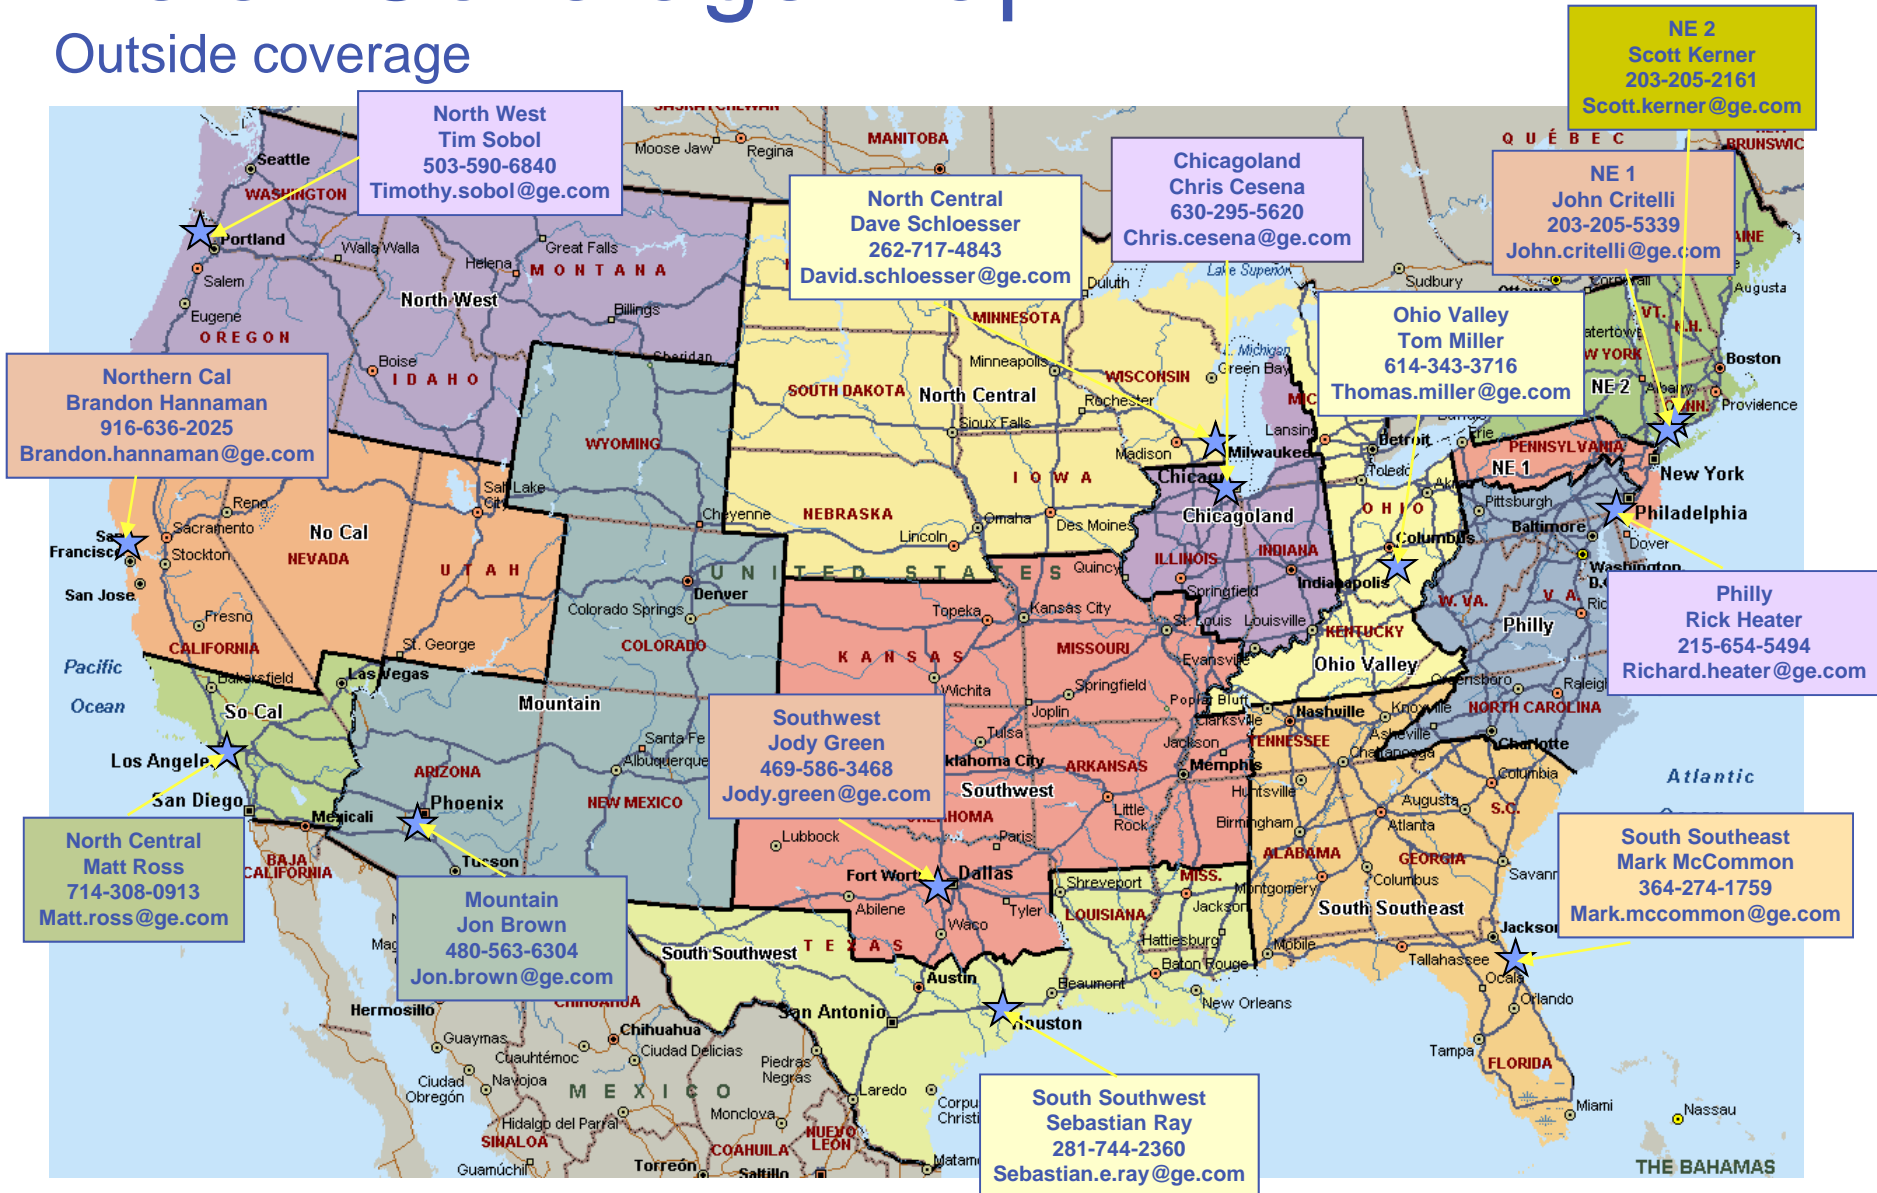 Outside coverage
NE 2
Scott Kerner
203-205-2161
Scott.kerner@ge.com
North West
Tim Sobol
503-590-6840
Timothy.sobol@ge.com
Chicagoland
Chris Cesena
630-295-5620
Chris.cesena@ge.com
NE 1
John Critelli
203-205-5339
John.critelli@ge.com
North Central
Dave Schloesser
262-717-4843
David.schloesser@ge.com
Ohio Valley
Tom Miller
614-343-3716
Thomas.miller@ge.com
Northern Cal
Brandon Hannaman
916-636-2025
Brandon.hannaman@ge.com
Philly
Rick Heater
215-654-5494
Richard.heater@ge.com
Southwest
Jody Green
469-586-3468
Jody.green@ge.com
North Central
Matt Ross
714-308-0913
Matt.ross@ge.com
Mountain
Jon Brown
480-563-6304
Jon.brown@ge.com
South Southeast
Mark McCommon
364-274-1759
Mark.mccommon@ge.com
South Southwest
Sebastian Ray
281-744-2360
Sebastian.e.ray@ge.com
MANITOBA
QUÉBEC
Moose Jaw
Regina
Seattle
WASHINGTON
Portland
Walla Walla
Great Falls
Helena
MONTANA
Salem
North West
Billings
Eugene
OREGON
Boise
IDAHO
Sheridan
Lake Superior
Duluth
Sudbury
Augusta
MINNESOTA
Minneapolis
L. Michigan
Green Bay
WISCONSIN
VT.
N.H.
Boston
SOUTH DAKOTA
North Central
Rochester
Sioux Falls
NE 2
Albany
Providence
Lansing
Detroit
Erie
PENNSYLVANIA
NE 1
New York
WYOMING
Madison
Milwaukee
IOWA
Toledo
Pittsburgh
Philadelphia
Reno
Salt Lake
City
No Cal
Sacramento
NEVADA
UTAH
San
Francisco
Stockton
San Jose
Fresno
CALIFORNIA
St. George
Cheyenne
NEBRASKA
Omaha
Des Moines
Lincoln
Chicagoland
ILLINOIS
INDIANA
OHIO
Columbus
Baltimore
Dover
Washington,
D.C.
UNITED STATES
Quincy
Springfield
Indianapolis
W. VA.
VA.
Philly
Denver
Colorado Springs
COLORADO
Topeka
Kansas City
St. Louis
Louisville
KENTUCKY
KANSAS
MISSOURI
Evansville
Ohio Valley
Pacific
Ocean
Bakersfield
Las Vegas
So Cal
Mountain
Wichita
Springfield
Joplin
Poplar Bluff
Clarksville
Nashville
Knoxville
Greensboro
NORTH CAROLINA
Asheville
Charlotte
Santa Fe
Albuquerque
Tulsa
TENNESSEE
Chattanooga
Los Angele
San Diego
Mexicali
ARIZONA
Phoenix
NEW MEXICO
ARKANSAS
Southwest
Jackson
Memphis
Little
Rock
Huntsville
Birmingham
Columbia
Augusta
S.C.
Atlanta
Atlantic
BAJA
CALIFORNIA
Tucson
Lubbock
Paris
ALABAMA
GEORGIA
Columbus
Dallas
Abilene
Tyler
Shreveport
MISS.
Jackson
Montgomery
LOUISIANA
South Southeast
Waco
Hattiesburg
Mobile
Tallahassee
South Southwest
TEXAS
Austin
Beaumont
Baton Rouge
New Orleans
Ocala
Orlando
San Antonio
Houston
Hermosillo
CHIHUAHUA
Chihuahua
Guaymas
Cuauhtémoc
Ciudad Delicias
Piedras
Negras
Tampa
FLORIDA
Ciudad
Obregón
Navojoa
MEXICO
Laredo
Miami
Nassau
Hidalgo del Parral
Monclova
NUEVO
LEÓN
SINALOA
COAHUILA
Guamúchil
Torreón
Saltillo
THE BAHAMAS